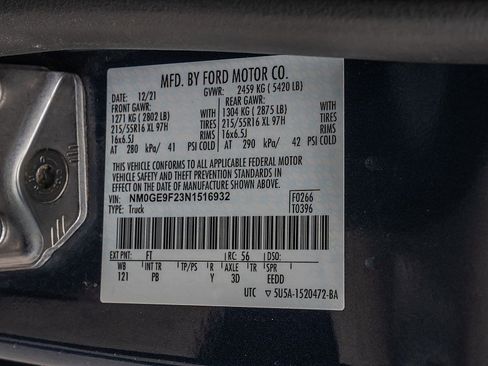 MFD. BY FORD MOTOR CO.
DATE: 12/21 GVWR: 2459 KG ( 5420 LB)
FRONT GAWR: REAR GAWR:
1271 KG ( 2802 LB) WITH 1304 KG ( 2875 LB) WITH
215/55R16 XL 97H TIRES 215/55R16 XL 97H TIRES
16x6.5J RIMS 16x6.5J RIMS
AT 280 kPa/ 41 PSI COLD AT 290 kPa/ 42 PSI COLD
THIS VEHICLE CONFORMS TO ALL APPLICABLE FEDERAL MOTOR
VEHICLE SAFETY AND THEFT PREVENTION STANDARDS IN
EFFECT ON THE DATE OF MANUFACTURE SHOWN ABOVE.
VIN: NM0GE9F23N1516932 F0266
TYPE: Truck T0396
EXT PNT: FT RC: 56 DSO:
WB INT TR TP/PS R AXLE TR SPR
121 PB Y 3D EEDD
UTC ▽ 5U5A-1520472-BA